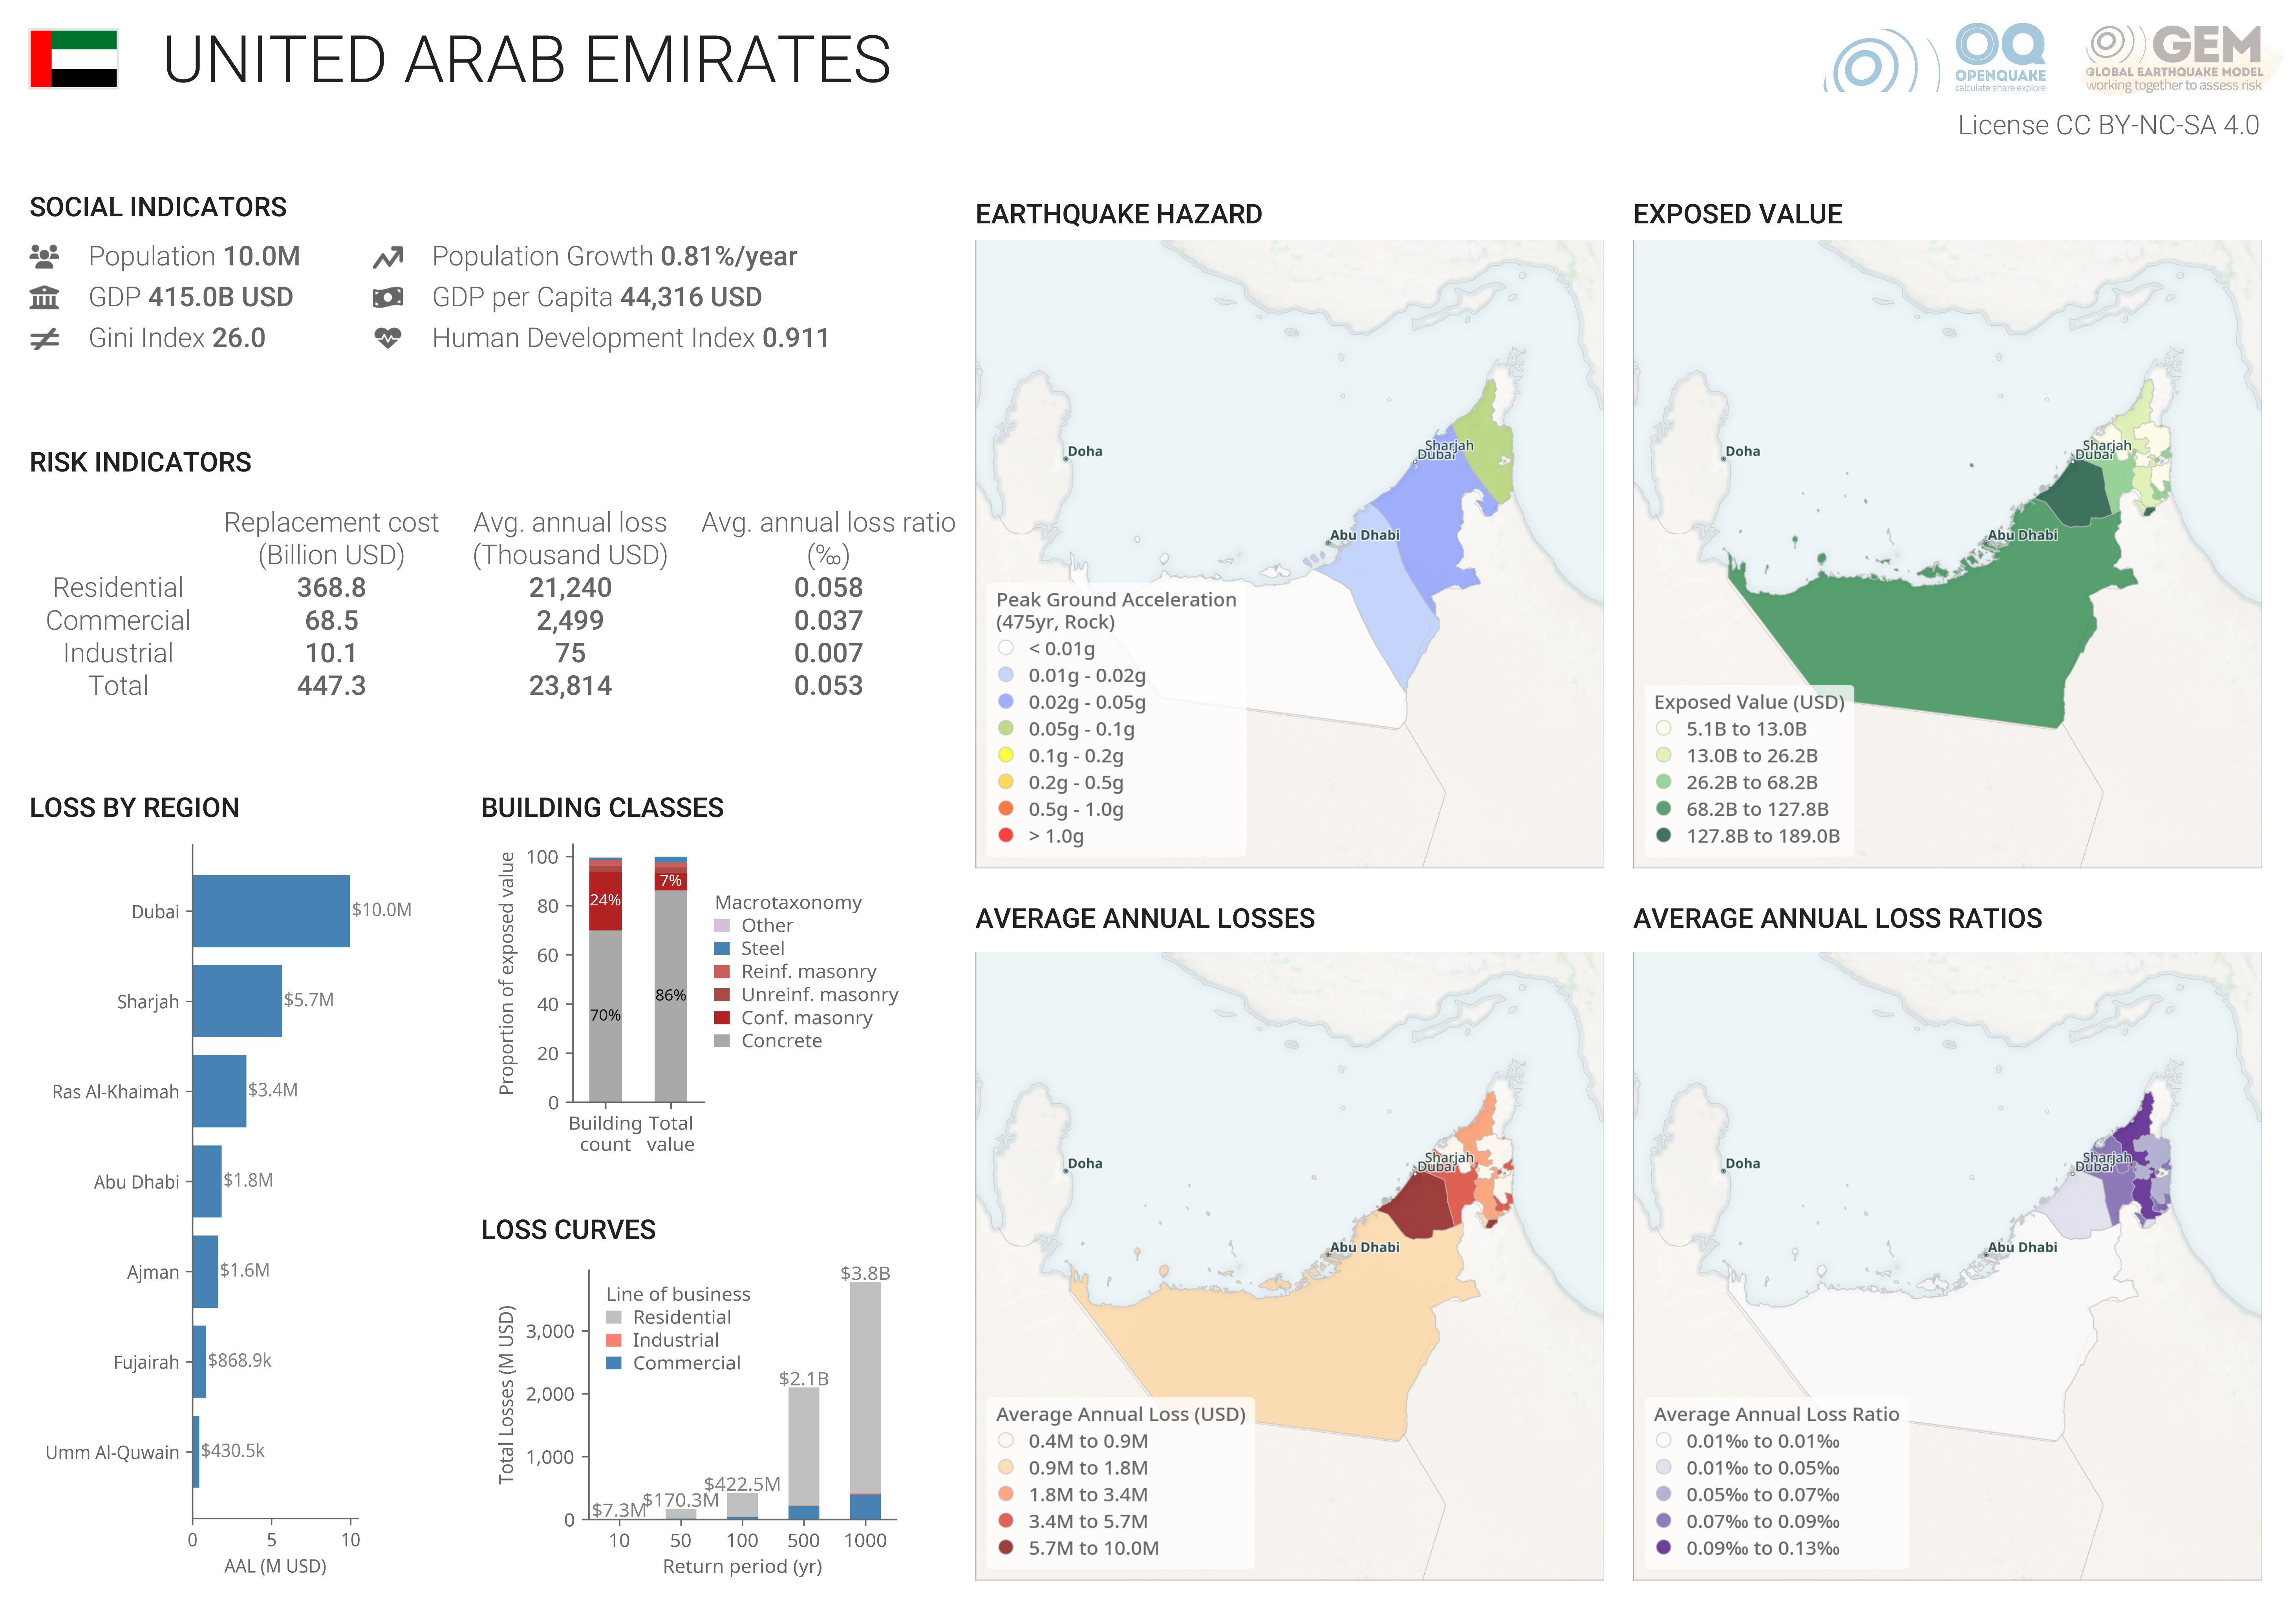 UNITED ARAB EMIRATES
OQ
OPENQUAKE
calculate share explore
GEM
GLOBAL EARTHQUAKE MODEL
working together to assess risk
License CC BY-NC-SA 4.0
SOCIAL INDICATORS
Population 10.0M
Population Growth 0.81%/year
GDP 415.0B USD
GDP per Capita 44,316 USD
Gini Index 26.0
Human Development Index 0.911
RISK INDICATORS
Replacement cost Avg. annual loss Avg. annual loss ratio
(Billion USD) (Thousand USD) (‰)
Residential 368.8 21,240 0.058
Commercial 68.5 2,499 0.037
Industrial 10.1 75 0.007
Total 447.3 23,814 0.053
LOSS BY REGION
Dubai $10.0M
Sharjah $5.7M
Ras Al-Khaimah $3.4M
Abu Dhabi $1.8M
Ajman $1.6M
Fujairah $868.9k
Umm Al-Quwain $430.5k
0 5 10
AAL (M USD)
BUILDING CLASSES
Proportion of exposed value
100
80
60
40
20
0
24%
70%
7%
86%
Building count
Total value
Macrotaxonomy
Other
Steel
Reinf. masonry
Unreinf. masonry
Conf. masonry
Concrete
LOSS CURVES
Total Losses (M USD)
3,000
2,000
1,000
0
Line of business
Residential
Industrial
Commercial
$7.3M
$170.3M
$422.5M
$2.1B
$3.8B
10 50 100 500 1000
Return period (yr)
EARTHQUAKE HAZARD
Doha
Sharjah
Dubai
Abu Dhabi
Peak Ground Acceleration
(475yr, Rock)
< 0.01g
0.01g - 0.02g
0.02g - 0.05g
0.05g - 0.1g
0.1g - 0.2g
0.2g - 0.5g
0.5g - 1.0g
> 1.0g
EXPOSED VALUE
Doha
Sharjah
Dubai
Abu Dhabi
Exposed Value (USD)
5.1B to 13.0B
13.0B to 26.2B
26.2B to 68.2B
68.2B to 127.8B
127.8B to 189.0B
AVERAGE ANNUAL LOSSES
Doha
Sharjah
Dubai
Abu Dhabi
Average Annual Loss (USD)
0.4M to 0.9M
0.9M to 1.8M
1.8M to 3.4M
3.4M to 5.7M
5.7M to 10.0M
AVERAGE ANNUAL LOSS RATIOS
Doha
Sharjah
Dubai
Abu Dhabi
Average Annual Loss Ratio
0.01‰ to 0.01‰
0.01‰ to 0.05‰
0.05‰ to 0.07‰
0.07‰ to 0.09‰
0.09‰ to 0.13‰